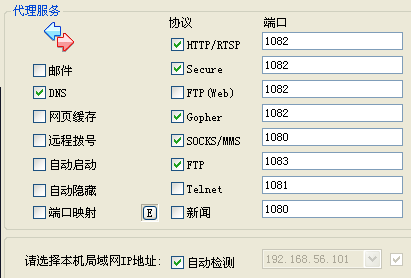 代理服务
协议 端口
HTTP/RTSP 1082
邮件 Secure 1082
DNS FTP(Web) 1082
网页缓存 Gopher 1082
远程拨号 SOCKS/MMS 1080
自动启动 FTP 1083
自动隐藏 Telnet 1081
端口映射 E 新闻 1080
请选择本机局域网IP地址: 自动检测 192.168.56.101